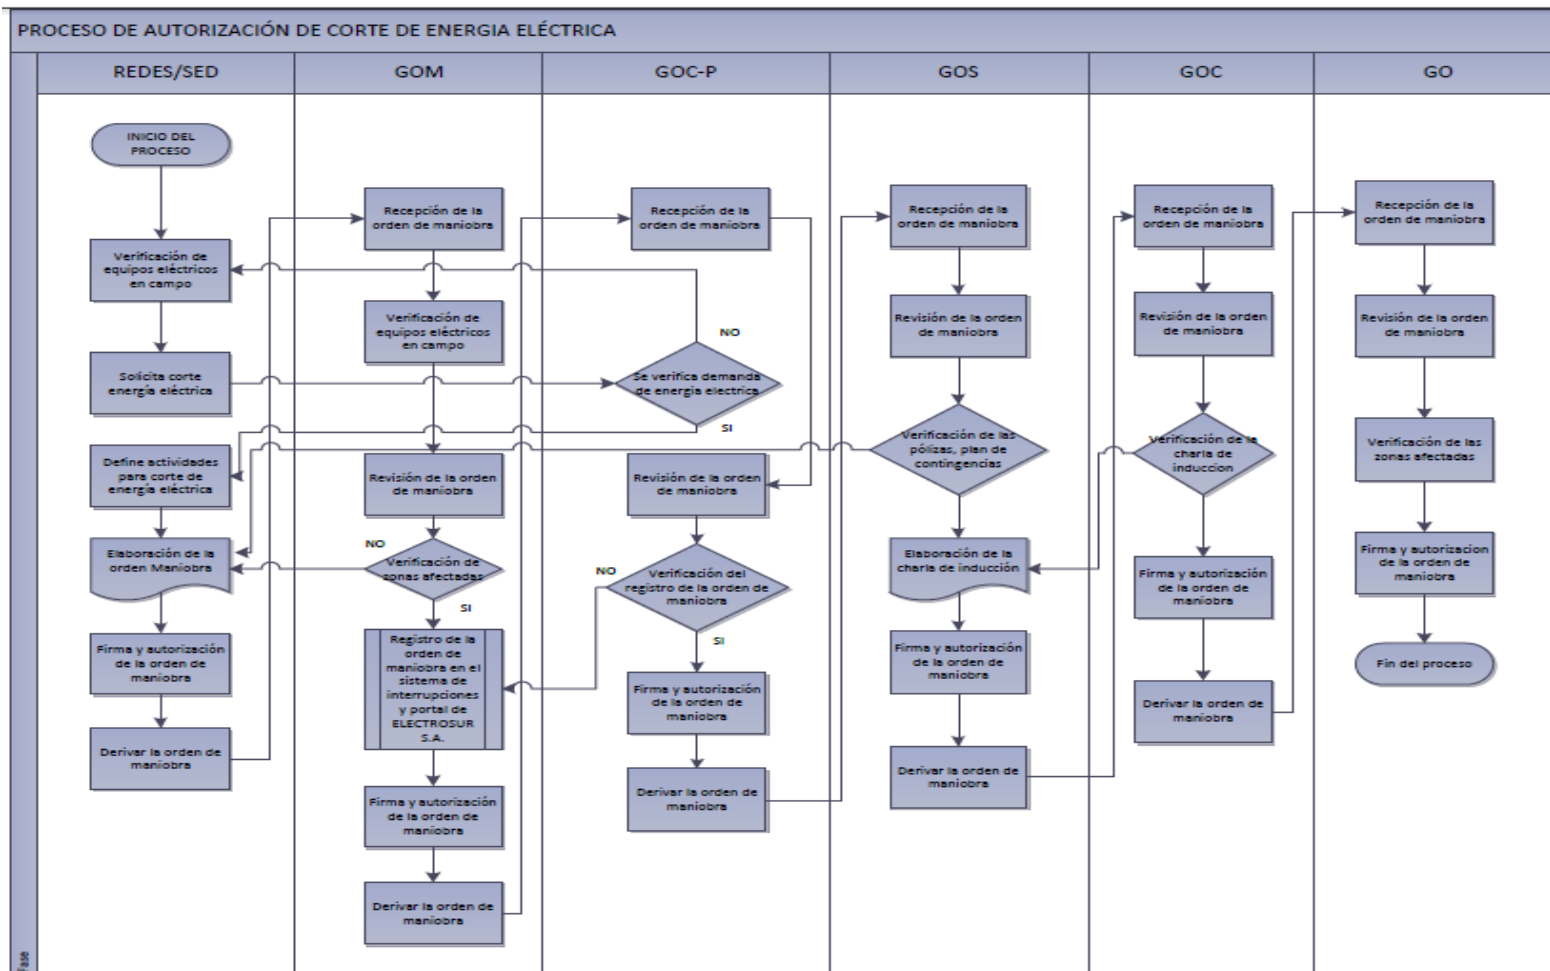 PROCESO DE AUTORIZACIÓN DE CORTE DE ENERGIA ELÉCTRICA
REDES/SED
GOM
GOC-P
GOS
GOC
GO
INICIO DEL
PROCESO
Verificación de
equipos eléctricos
en campo
Solicita corte
energía eléctrica
Define actividades
para corte de
energía eléctrica
Elaboración de la
orden Maniobra
Firma y autorización
de la orden de
maniobra
Derivar la orden de
maniobra
Recepción de la
orden de maniobra
Verificación de
equipos eléctricos
en campo
Revisión de la orden
de maniobra
NO
Verificación de
zonas afectadas
SI
Registro de la
orden de
maniobra en el
sistema de
interrupciones
y portal de
ELECTROSUR
S.A.
Firma y autorización
de la orden de
maniobra
Derivar la orden de
maniobra
Recepción de la
orden de maniobra
NO
Se verifica demanda
de energía electrica
SI
Revisión de la orden
de maniobra
NO
Verificación del
registro de la orden de
maniobra
SI
Firma y autorización
de la orden de
maniobra
Derivar la orden de
maniobra
Recepción de la
orden de maniobra
Revisión de la orden
de maniobra
Verificación de las
pólizas, plan de
contingencias
Elaboración de la
charla de inducción
Firma y autorización
de la orden de
maniobra
Derivar la orden de
maniobra
Recepción de la
orden de maniobra
Revisión de la orden
de maniobra
Verificación de la
charla de
induccion
Firma y autorización
de la orden de
maniobra
Derivar la orden de
maniobra
Recepción de la
orden de maniobra
Revisión de la orden
de maniobra
Verificación de las
zonas afectadas
Firma y autorizacion
de la orden de
maniobra
Fin del proceso
Fase